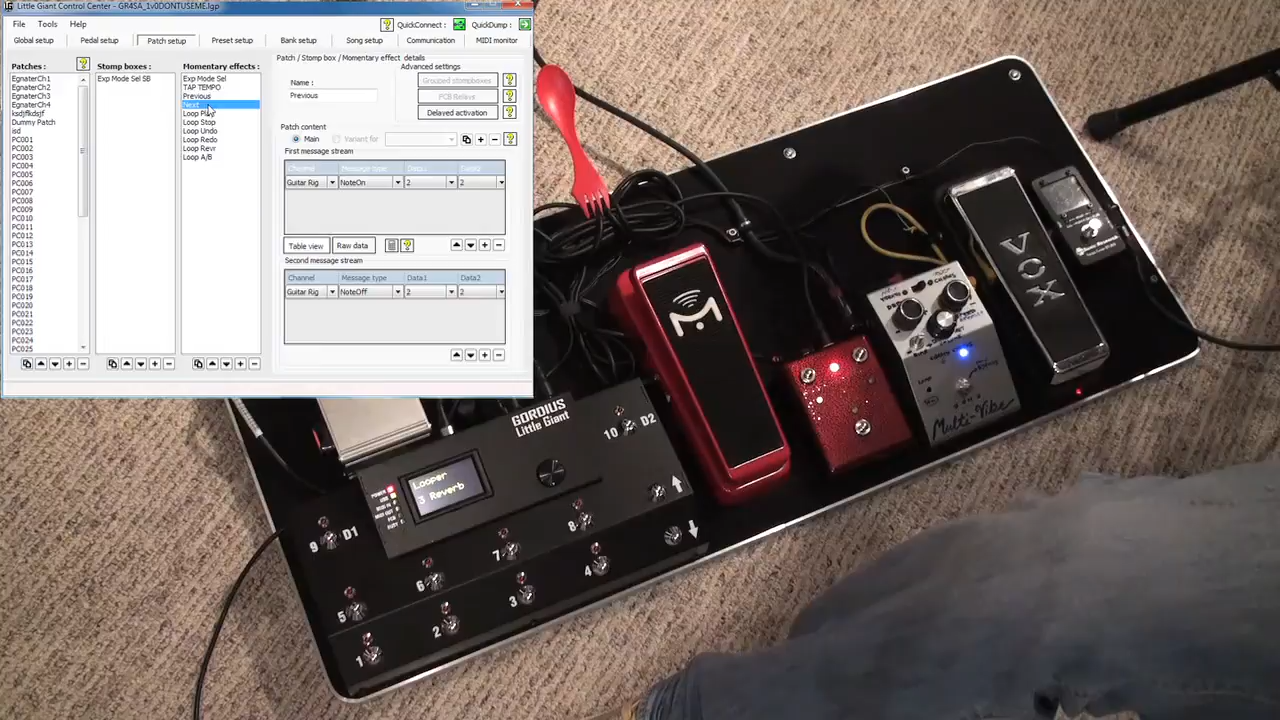 Little Giant Control Center - GR4SA_1v0DONTUSEME.lgp
File Tools Help
QuickConnect : QuickDump :
Global setup Pedal setup Patch setup Preset setup Bank setup Song setup Communication MIDI monitor
Patches :
EgnaterCh1
EgnaterCh2
EgnaterCh3
EgnaterCh4
ksdjflkdsjf
Dummy Patch
isd
PC001
PC002
PC003
PC004
PC005
PC006
PC007
PC008
PC009
PC010
PC011
PC012
PC013
PC014
PC015
PC016
PC017
PC018
PC019
PC020
PC021
PC022
PC023
PC024
PC025
Stomp boxes :
Exp Mode Sel SB
Momentary effects :
Exp Mode Sel
TAP TEMPO
Previous
Next
Loop
Loop Stop
Loop Undo
Loop Redo
Loop Revr
Loop A/B
Patch / Stomp box / Momentary effect details
Name :
Previous
Advanced settings
Grouped stompboxes
PCB Relieve
Delayed activation
Patch content
Main Variant for
First message stream
Channel Message type Data1 Data2
Guitar Rig NoteOn 2 2
Table view Raw data
Second message stream
Channel Message type Data1 Data2
Guitar Rig NoteOff 2 2
GORDIUS
Little Giant
Looper
3 Reverb
10 D2
9 D1
8
7
6
5
4
3
2
1
VOX
Multi-Vibe